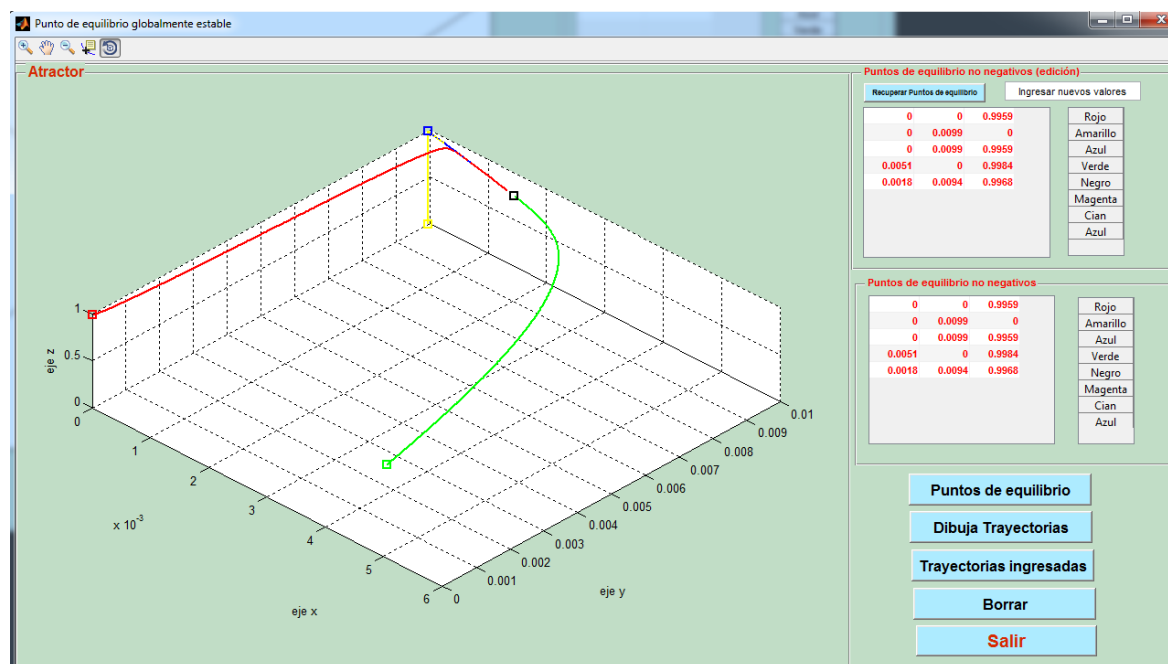 Punto de equilibrio globalmente estable
Atractor
1
0.5
0
eje z
0
1
2
3
4
5
6
x 10^-3
eje x
0
0.001
0.002
0.003
0.004
0.005
0.006
0.007
0.008
0.009
0.01
eje y
Puntos de equilibrio no negativos (edición)
Recuperar Puntos de equilibrio
Ingresar nuevos valores
0 0 0.9959
0 0.0099 0
0 0.0099 0.9959
0.0051 0 0.9984
0.0018 0.0094 0.9968
Rojo
Amarillo
Azul
Verde
Negro
Magenta
Cian
Azul
Puntos de equilibrio no negativos
0 0 0.9959
0 0.0099 0
0 0.0099 0.9959
0.0051 0 0.9984
0.0018 0.0094 0.9968
Rojo
Amarillo
Azul
Verde
Negro
Magenta
Cian
Azul
Puntos de equilibrio
Dibuja Trayectorias
Trayectorias ingresadas
Borrar
Salir